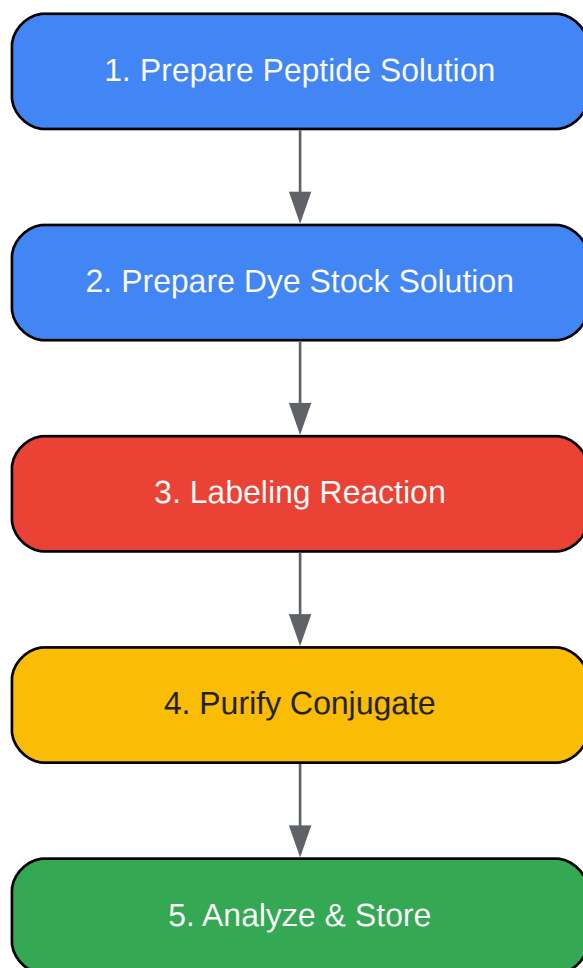 1. Prepare Peptide Solution
2. Prepare Dye Stock Solution
3. Labeling Reaction
4. Purify Conjugate
5. Analyze & Store